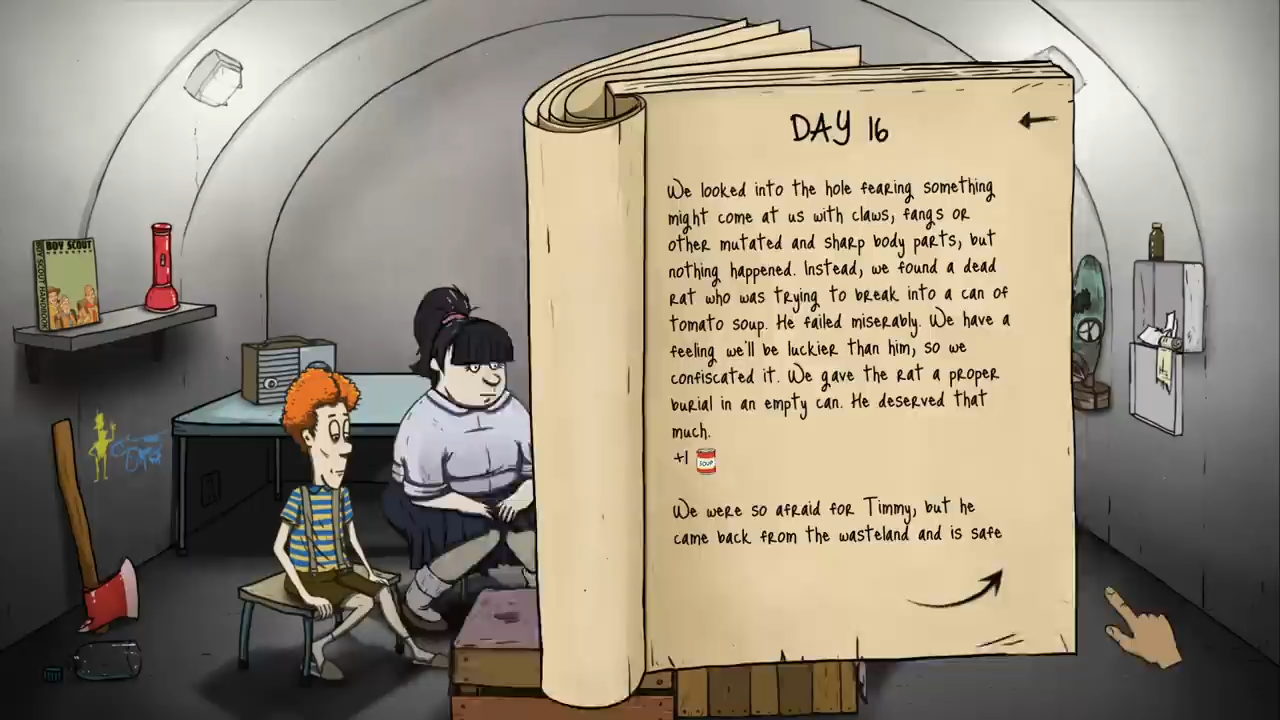 DAY 16
We looked into the hole fearing something
might come at us with claws, fangs or
other mutated and sharp body parts, but
nothing happened. Instead, we found a dead
rat who was trying to break into a can of
tomato soup. He failed miserably. We have a
feeling we'll be luckier than him, so we
confiscated it. We gave the rat a proper
burial in an empty can. He deserved that
much.
+1 SOUP
We were so afraid for Timmy, but he
came back from the wasteland and is safe
BOY SCOUT
BOY SCOUT HANDBOOK